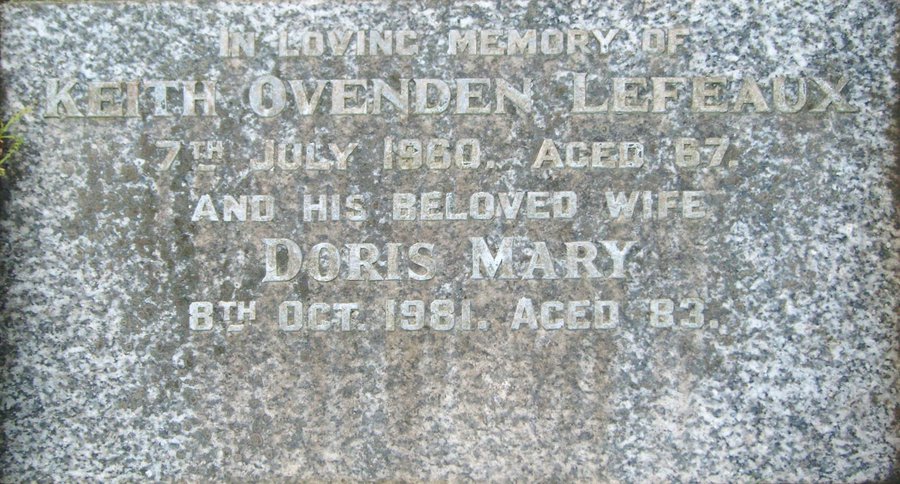 IN LOVING MEMORY OF
KEITH OVENDEN LEFEAUX
7TH JULY 1960. AGED 67.
AND HIS BELOVED WIFE
DORIS MARY
8TH OCT. 1981. AGED 83.